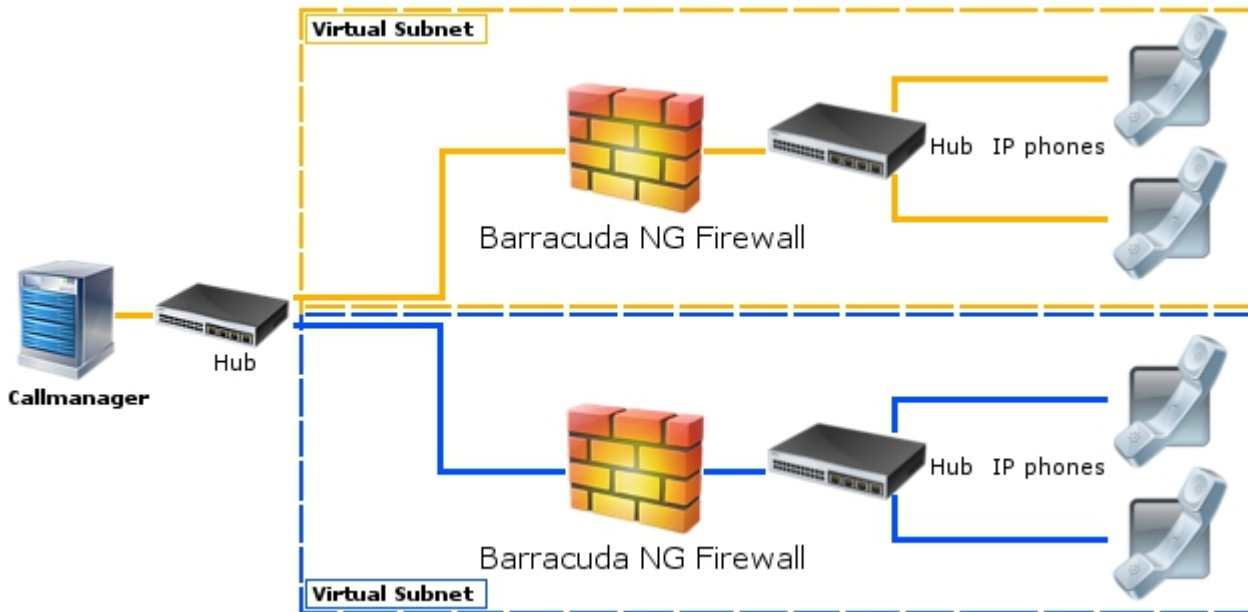 Virtual Subnet
Hub IP phones
Barracuda NG Firewall
Hub
Callmanager
Hub IP phones
Barracuda NG Firewall
Virtual Subnet